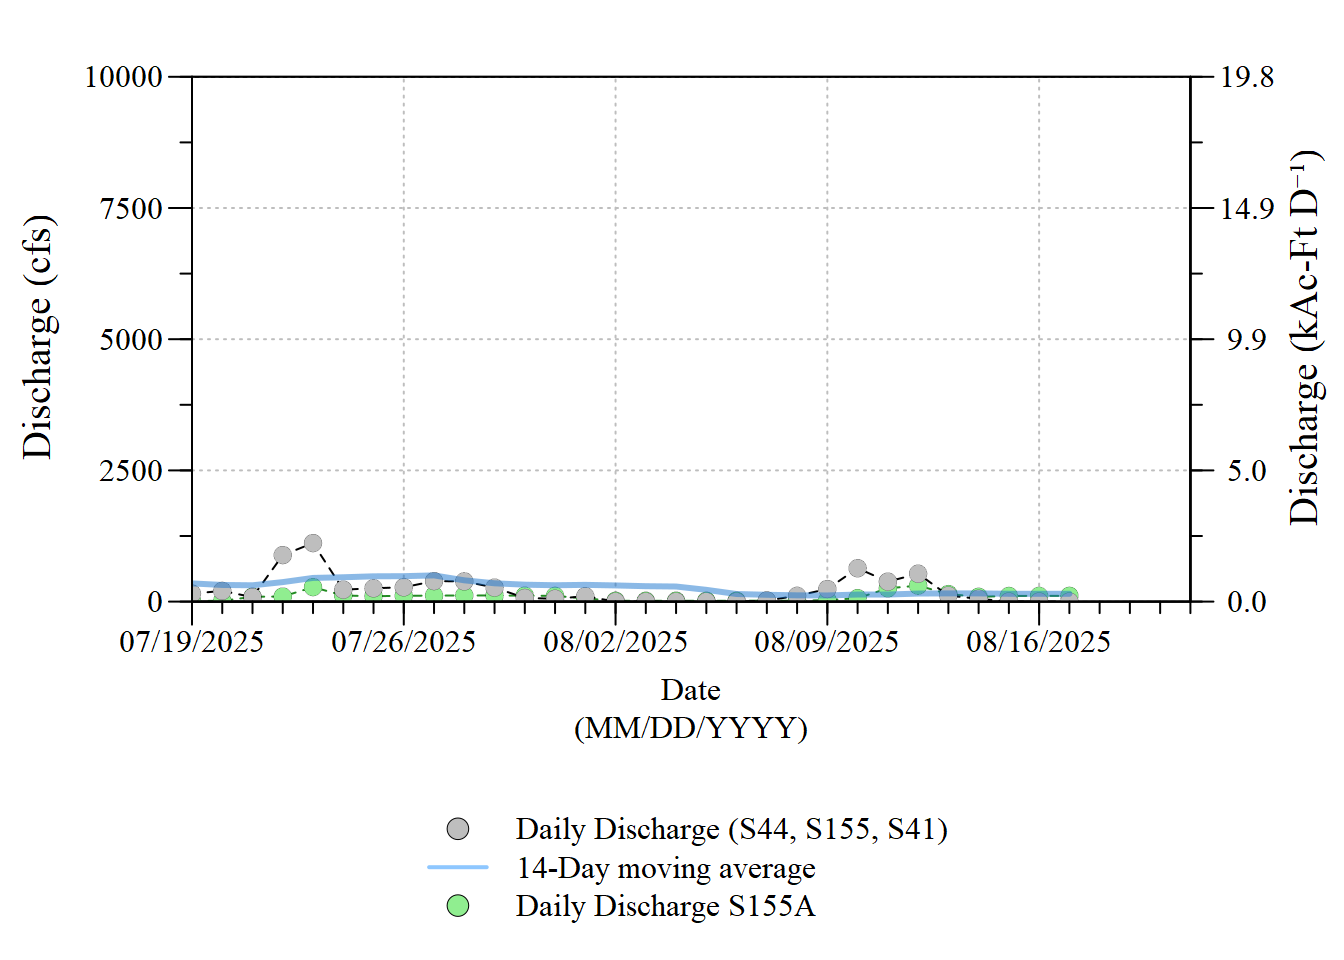 10000
7500
5000
2500
0
Discharge (cfs)
19.8
14.9
9.9
5.0
0.0
Discharge (kAc-Ft D⁻¹)
07/19/2025
07/26/2025
08/02/2025
08/09/2025
08/16/2025
Date
(MM/DD/YYYY)
Daily Discharge (S44, S155, S41)
14-Day moving average
Daily Discharge S155A